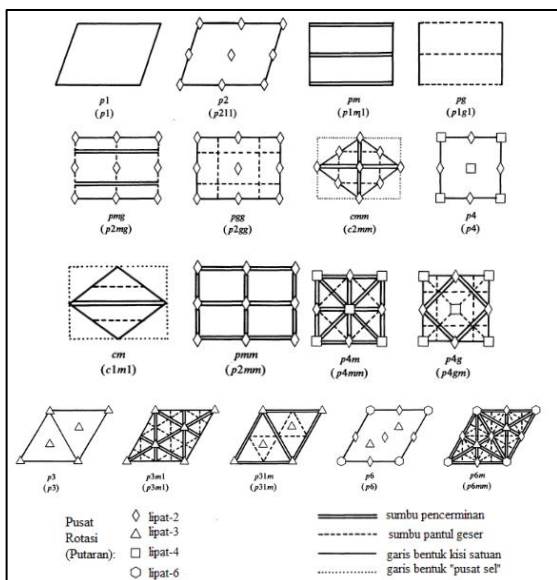 p1 p2 pm pg
(p1) (p211) (p1m1) (p1g1)
pmg pgg cmm p4
(p2mg) (p2gg) (c2mm) (p4)
cm pmm p4m p4g
(c1m1) (p2mm) (p4mm) (p4gm)
p3 p3m1 p31m p6 p6m
(p3) (p3m1) (p31m) (p6) (p6mm)
Pusat
Rotasi
(Putaran):
lipat-2
lipat-3
lipat-4
lipat-6
sumbu pencerminan
sumbu pantul geser
garis bentuk kisi satuan
garis bentuk "pusat sel"